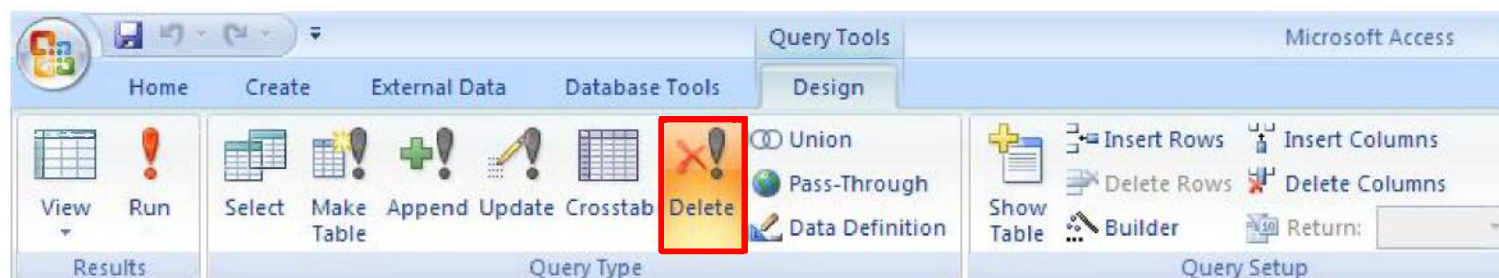 Query Tools
Microsoft Access
Home Create External Data Database Tools Design
View
Run
Select
Make
Table
Append
Update
Crosstab
Delete
Union
Pass-Through
Data Definition
Show
Table
Insert Rows
Delete Rows
Builder
Insert Columns
Delete Columns
Return:
Results
Query Type
Query Setup